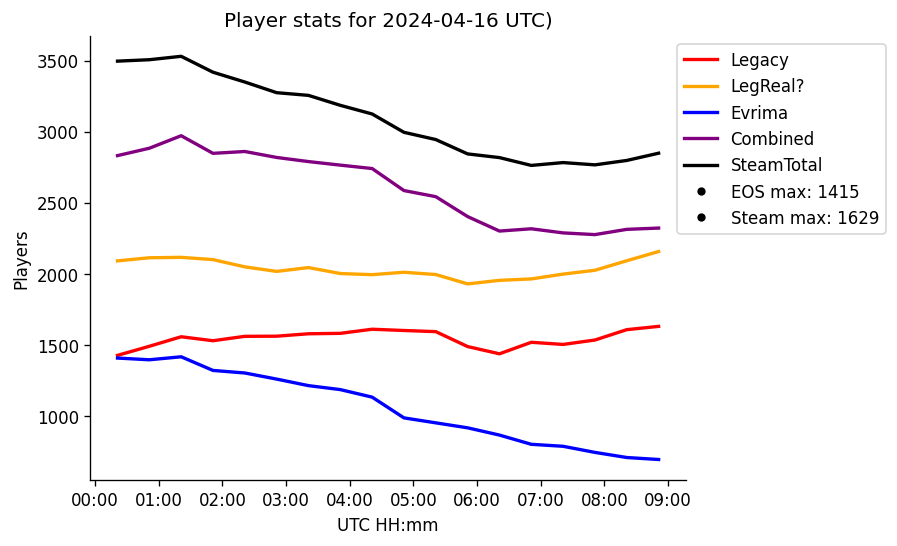 Player stats for 2024-04-16 UTC)
Legacy
LegReal?
Evrima
Combined
SteamTotal
EOS max: 1415
Steam max: 1629
Players
3500
3000
2500
2000
1500
1000
00:00 01:00 02:00 03:00 04:00 05:00 06:00 07:00 08:00 09:00
UTC HH:mm